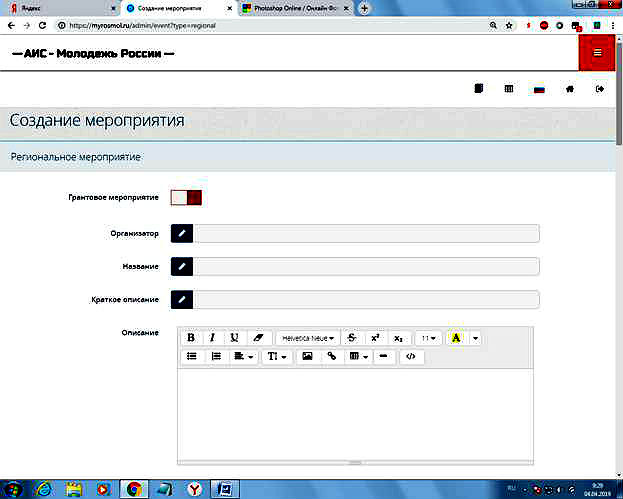 Яндекс
Создание мероприятия
Photoshop Online / Онлайн Фо
https://myrosmol.ru/admin/event?type=regional
— АИС - Молодежь России —
Создание мероприятия
Региональное мероприятие
Грантовое мероприятие
Организатор
Название
Краткое описание
Описание
B I U Helvetica Neue S x² x₂ 11 A
T
RU
9:29
04.04.2019